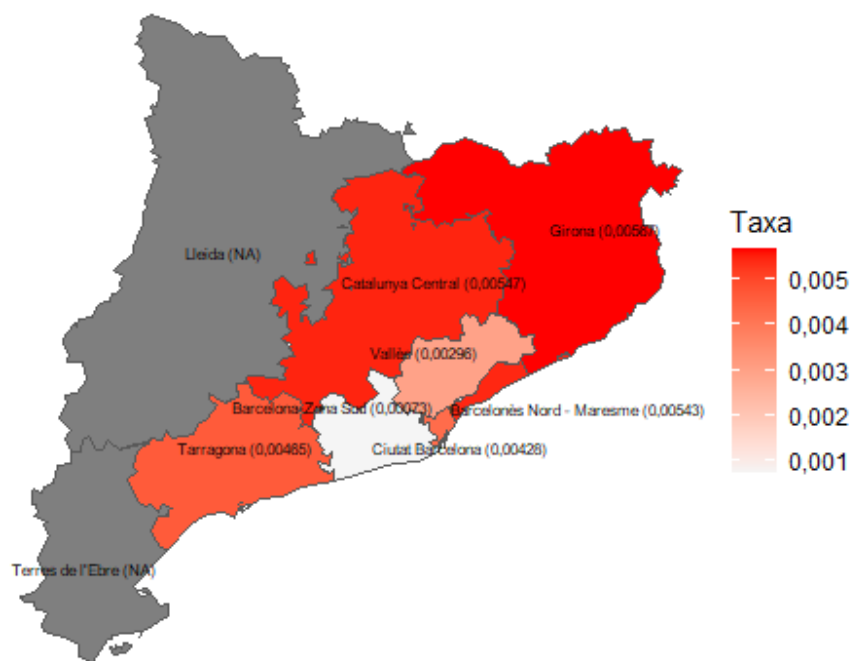 Taxa
0,005
0,004
0,003
0,002
0,001
Girona (0,00567)
Lleida (NA)
Catalunya Central (0,00547)
Vallès (0,00296)
Barcelona-Zona Sud (0,00073)
Barcelonès Nord - Maresme (0,00543)
Tarragona (0,00465)
Ciutat Barcelona (0,00428)
Terres de l'Ebre (NA)